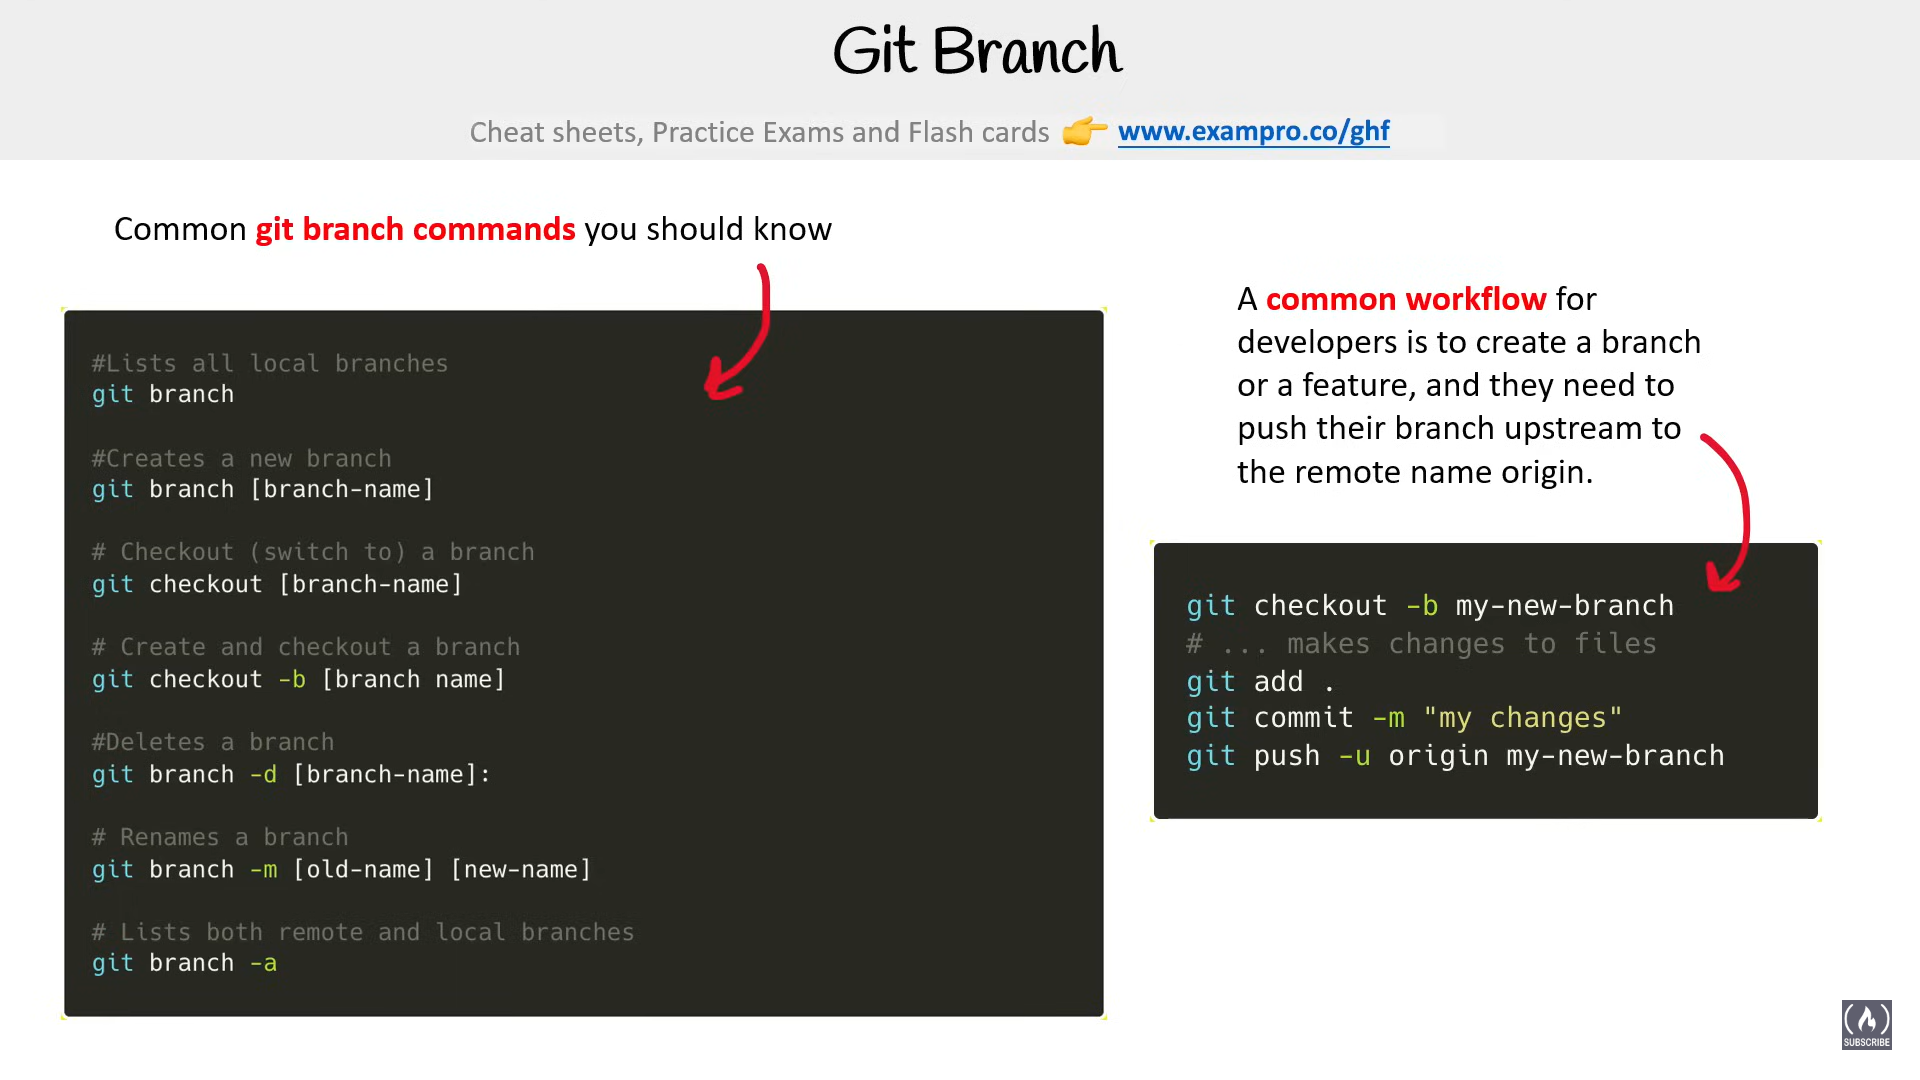 Git Branch
Cheat sheets, Practice Exams and Flash cards 👉 www.exampro.co/ghf
Common git branch commands you should know
#Lists all local branches
git branch
#Creates a new branch
git branch [branch-name]
# Checkout (switch to) a branch
git checkout [branch-name]
# Create and checkout a branch
git checkout -b [branch name]
#Deletes a branch
git branch -d [branch-name]:
# Renames a branch
git branch -m [old-name] [new-name]
# Lists both remote and local branches
git branch -a
A common workflow for
developers is to create a branch
or a feature, and they need to
push their branch upstream to
the remote name origin.
git checkout -b my-new-branch
# ... makes changes to files
git add .
git commit -m "my changes"
git push -u origin my-new-branch
SUBSCRIBE